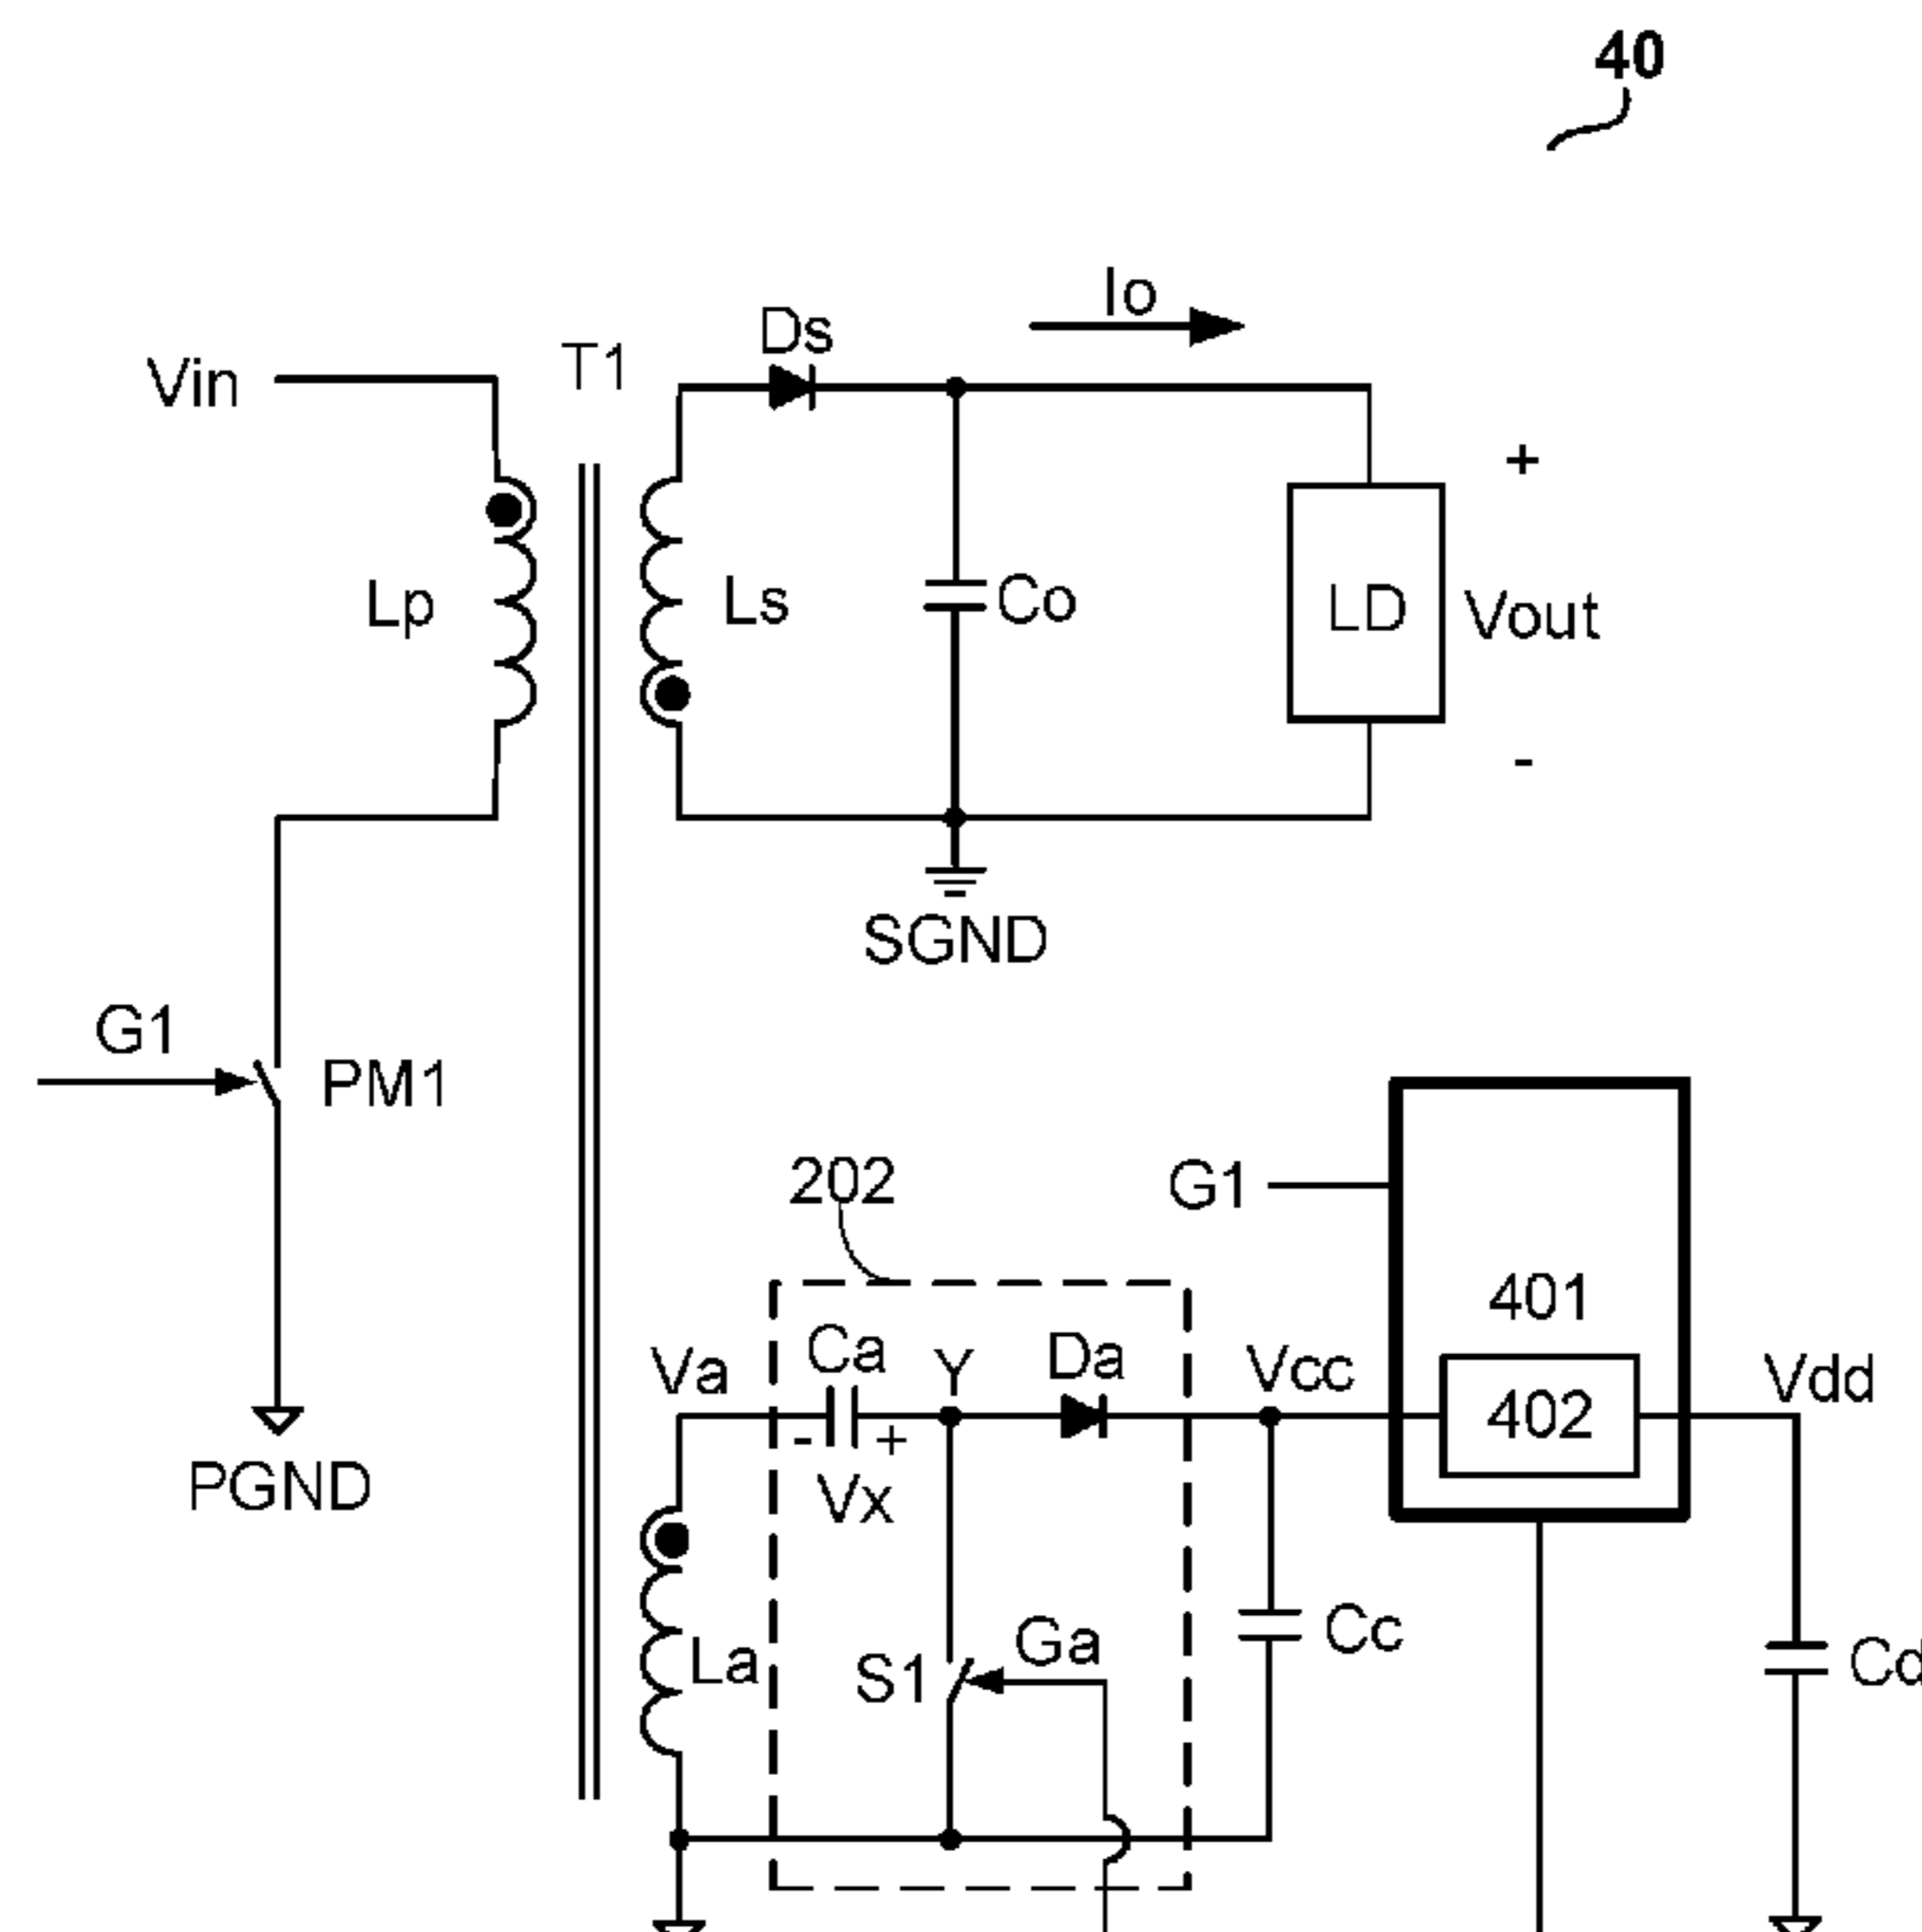 40
Io
Ds
T1
Vin
+
Lp
Ls
Co
LD
Vout
-
SGND
G1
PM1
202
G1
401
Va
Ca
Y
Da
Vcc
402
Vdd
- +
Vx
PGND
Ga
Cc
La
S1
Cd